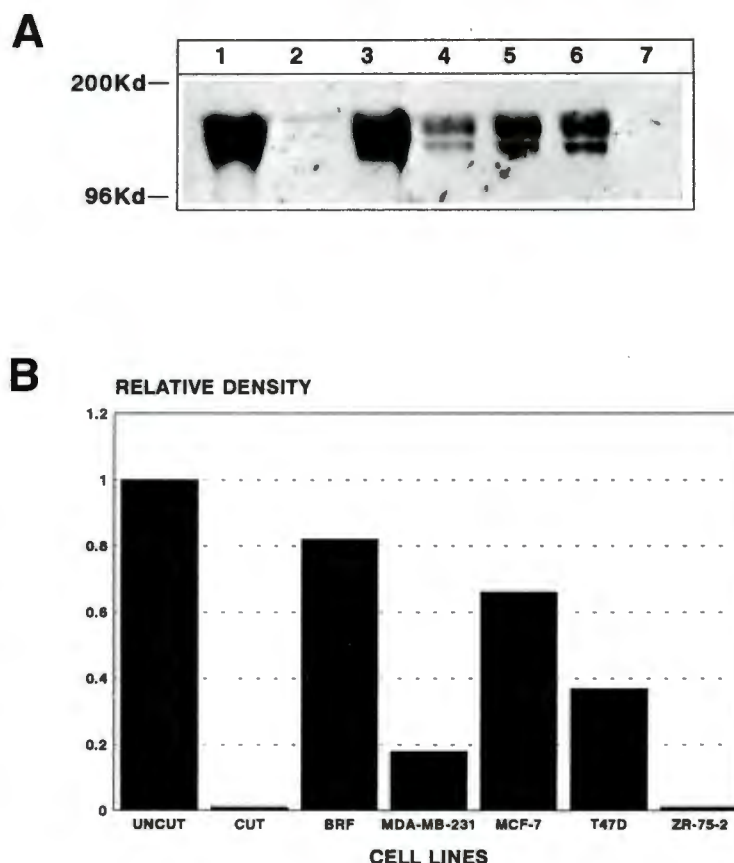 A
1 2 3 4 5 6 7
200Kd—
96Kd—
B
RELATIVE DENSITY
1.2
1
0.8
0.6
0.4
0.2
0
UNCUT CUT BRF MDA-MB-231 MCF-7 T47D ZR-75-2
CELL LINES